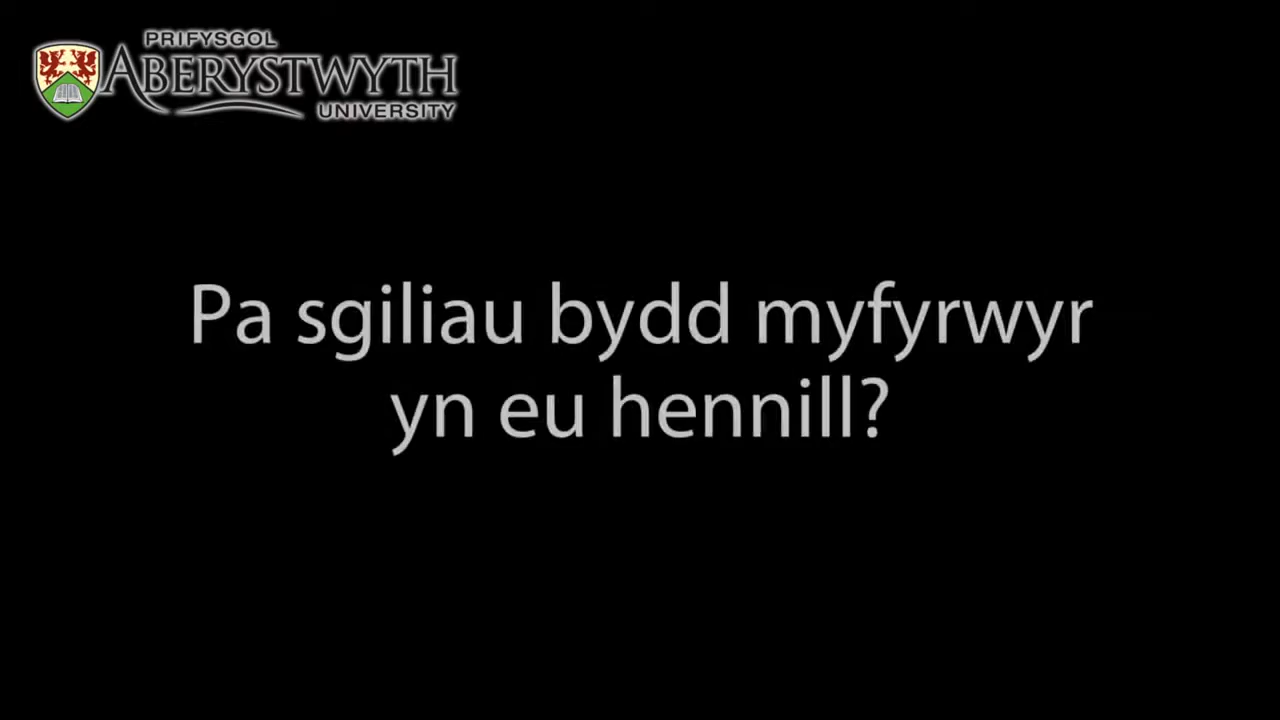 PRIFYSGOL
ABERYSTWYTH
UNIVERSITY
Pa sgiliau bydd myfyrwyr
yn eu hennill?